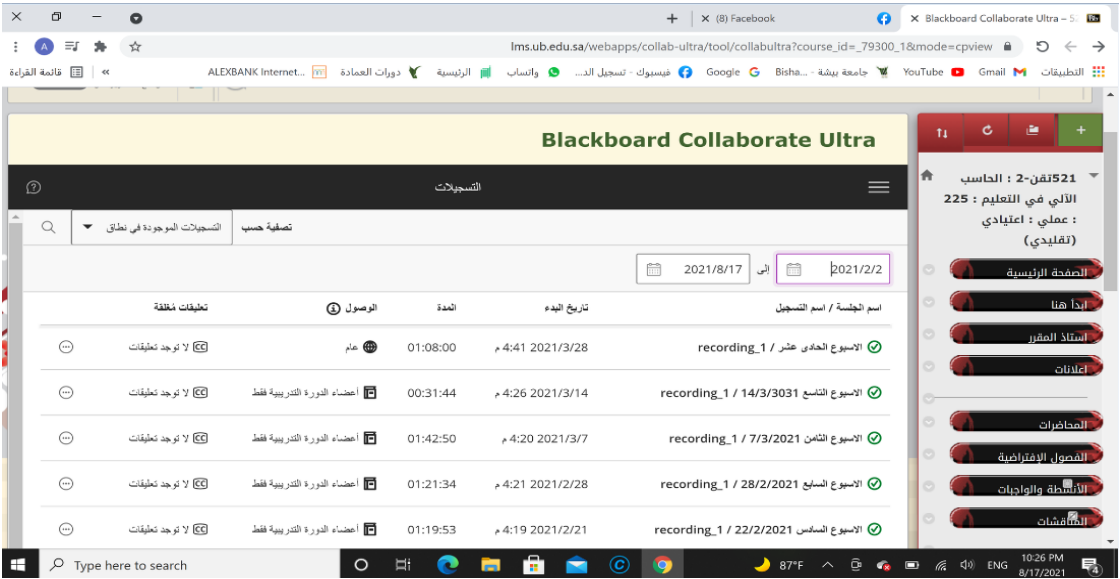 (8) Facebook
Blackboard Collaborate Ultra – 5
A
lms.ub.edu.sa/webapps/collab-ultra/tool/collabultra?course_id=_79300_1&mode=cpview
التطبيقات
Gmail
YouTube
جامعة بيشة - Bisha...
Google
فيسبوك - تسجيل الد...
واتساب
الرئيسية
دورات العمادة
ALEXBANK Internet...
قائمة القراءة
Blackboard Collaborate Ultra
التسجيلات
تصفية حسب
التسجيلات الموجودة في نطاق
2021/2/2 إلى 2021/8/17
اسم الجلسة / اسم التسجيل تاريخ البدء المدة الوصول تعليقات مُغلقة
الاسبوع الحادى عشر / recording_1 2021/3/28 4:41 م 01:08:00 عام CC لا توجد تعليقات
الاسبوع التاسع 14/3/3031 / recording_1 2021/3/14 4:26 م 00:31:44 أعضاء الدورة التدريبية فقط CC لا توجد تعليقات
الاسبوع الثامن 7/3/2021 / recording_1 2021/3/7 4:20 م 01:42:50 أعضاء الدورة التدريبية فقط CC لا توجد تعليقات
الاسبوع السابع 28/2/2021 / recording_1 2021/2/28 4:21 م 01:21:34 أعضاء الدورة التدريبية فقط CC لا توجد تعليقات
الاسبوع السادس 22/2/2021 / recording_1 2021/2/21 4:19 م 01:19:53 أعضاء الدورة التدريبية فقط CC لا توجد تعليقات
521تقن-2 : الحاسب
الآلي في التعليم : 225
: عملي : اعتيادي
(تقليدي)
الصفحة الرئيسية
ابدأ هنا
استاذ المقرر
إعلانات
المحاضرات
الفصول الإفتراضية
الأنشطة والواجبات
المناقشات
Type here to search
87°F
ENG
10:26 PM
8/17/2021
4